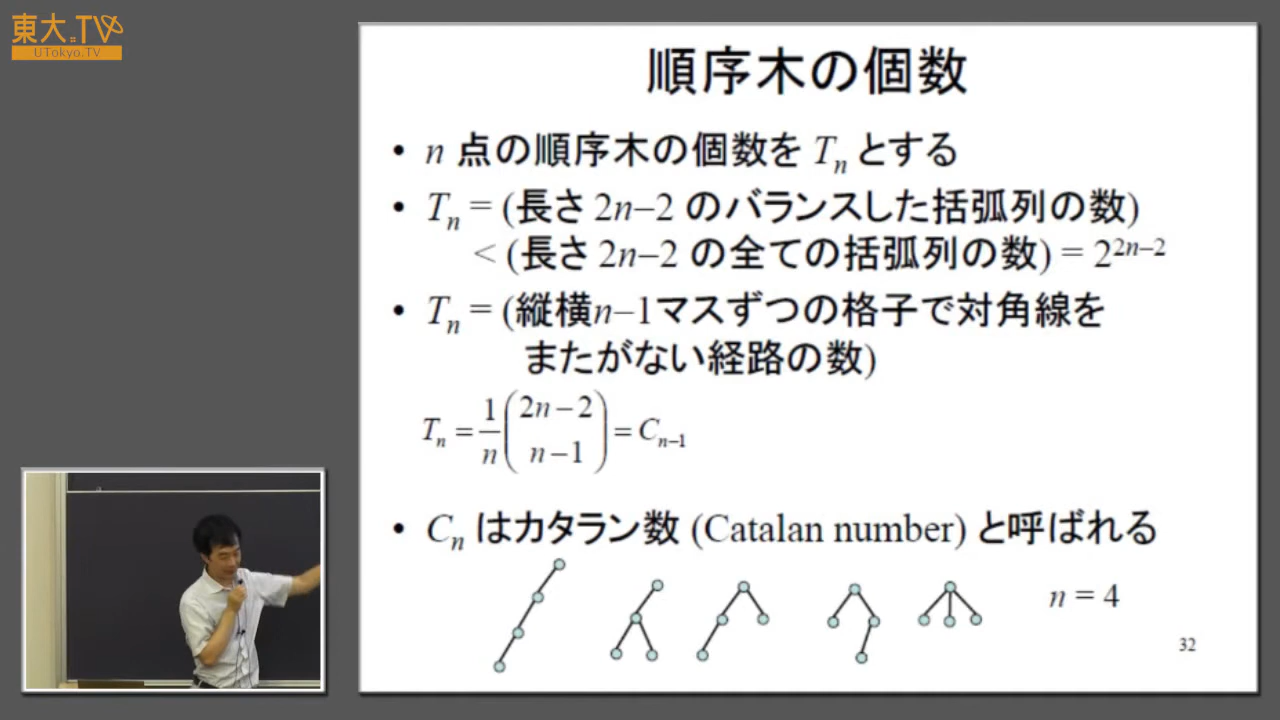 東大.TV
UTokyo.TV
順序木の個数
• n 点の順序木の個数を Tn とする
• Tn = (長さ 2n−2 のバランスした括弧列の数)
< (長さ 2n−2 の全ての括弧列の数) = 2^{2n−2}
• Tn = (縦横n−1マスずつの格子で対角線を
またがない経路の数)
Tn = 1/n (2n − 2 n − 1) = Cn−1
• Cn はカタラン数 (Catalan number) と呼ばれる
n = 4
32